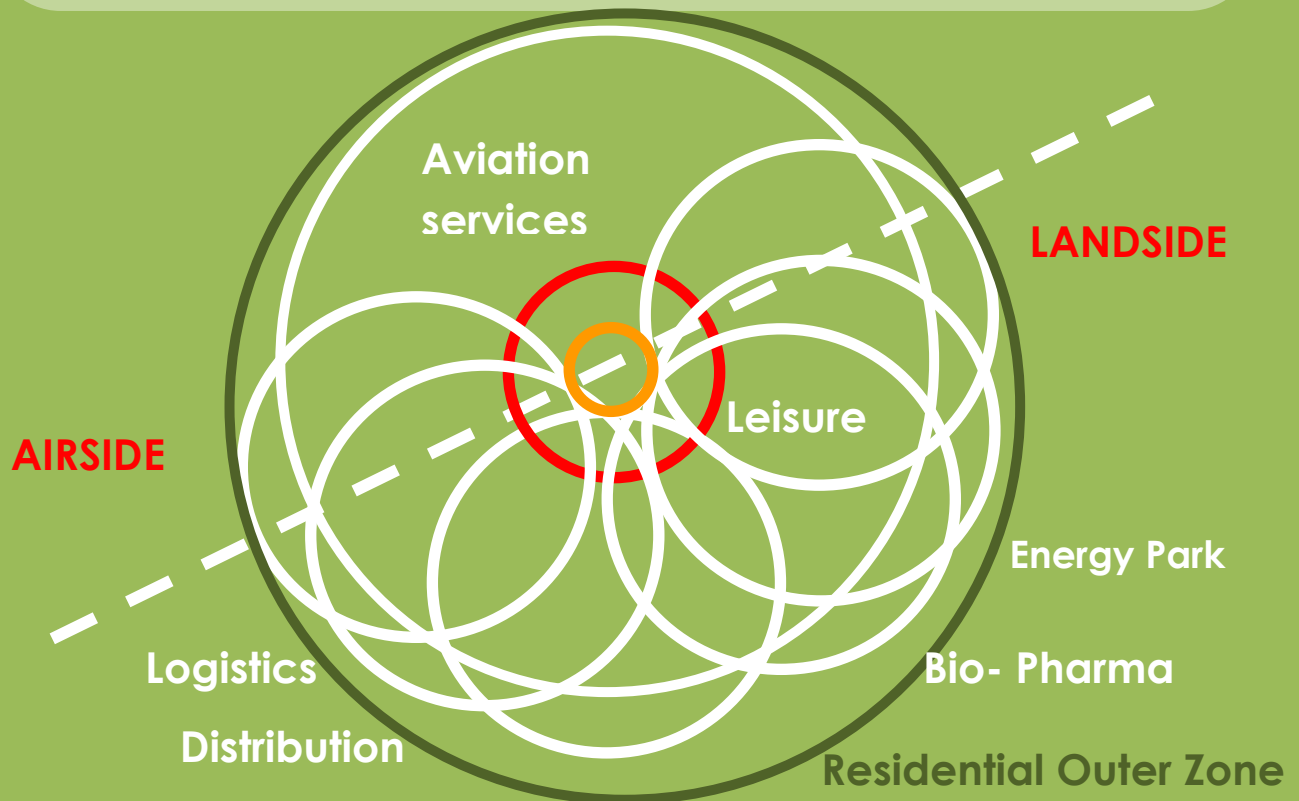 Aviation
services
LANDSIDE
Leisure
AIRSIDE
Energy Park
Logistics
Bio- Pharma
Distribution
Residential Outer Zone